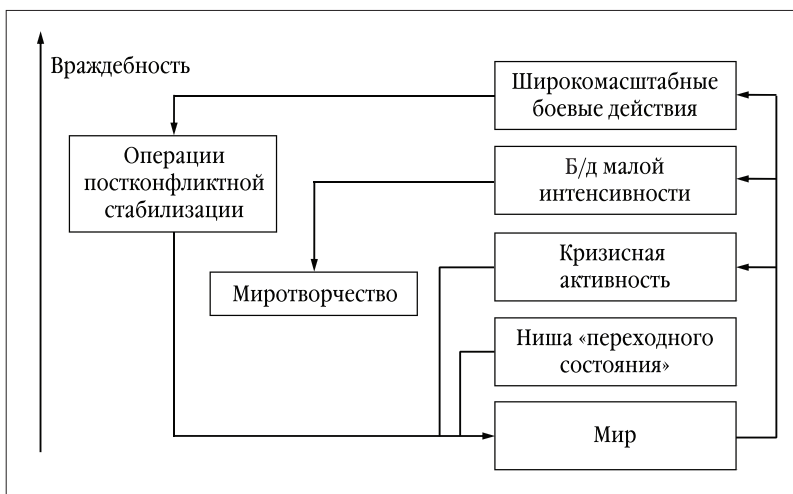 Враждебность
Широкомасштабные
боевые действия
Операции
постконфликтной
стабилизации
Б/д малой
интенсивности
Миротворчество
Кризисная
активность
Ниша «переходного
состояния»
Мир